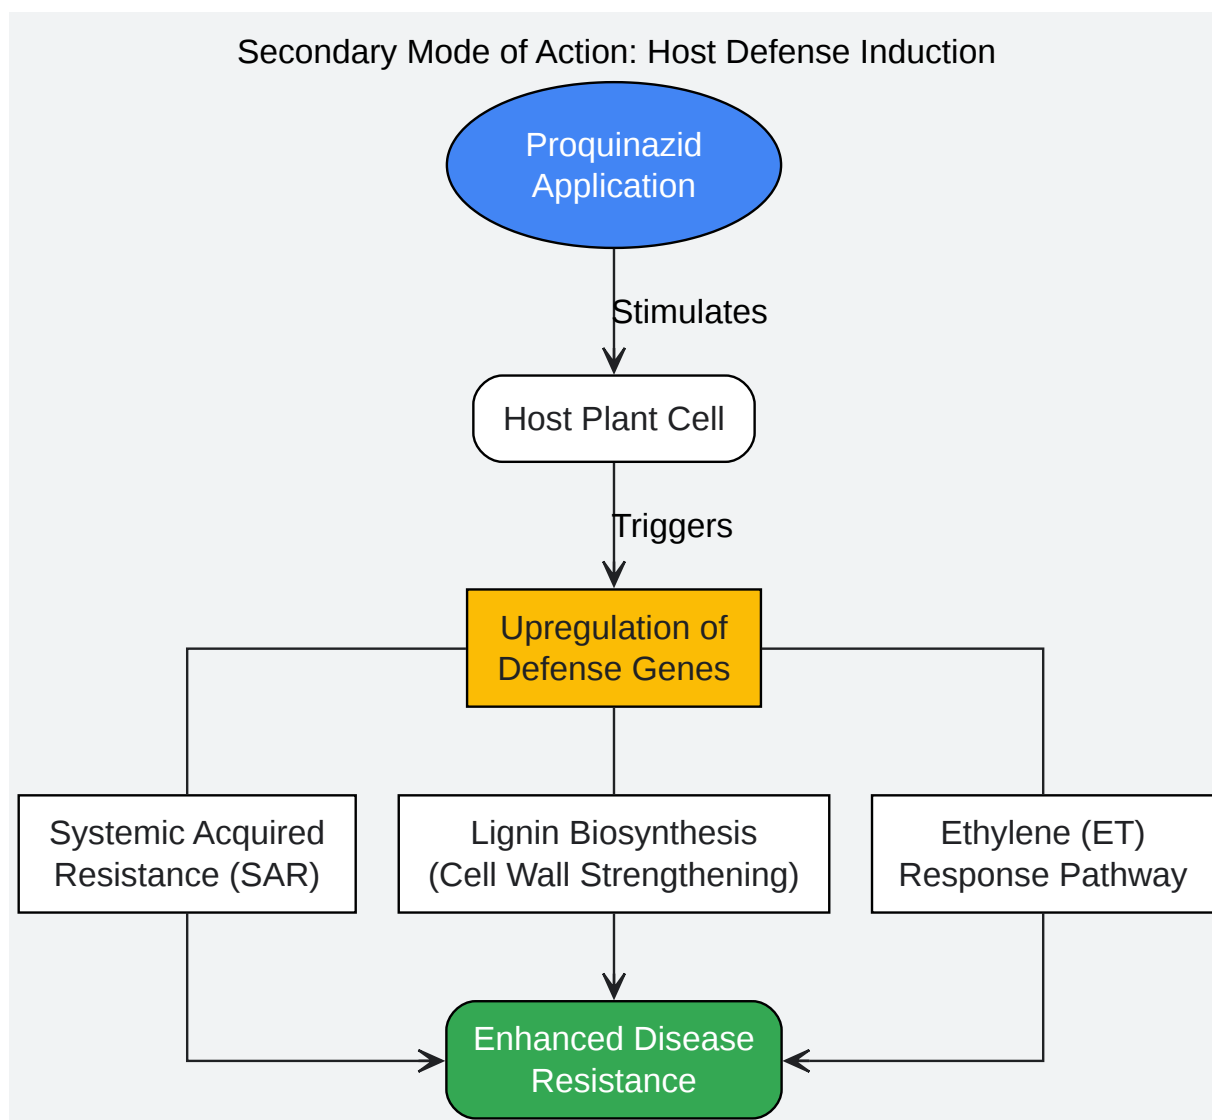 Secondary Mode of Action: Host Defense Induction
Proquinazid
Application
Stimulates
Host Plant Cell
Triggers
Upregulation of
Defense Genes
Systemic Acquired
Resistance (SAR)
Lignin Biosynthesis
(Cell Wall Strengthening)
Ethylene (ET)
Response Pathway
Enhanced Disease
Resistance